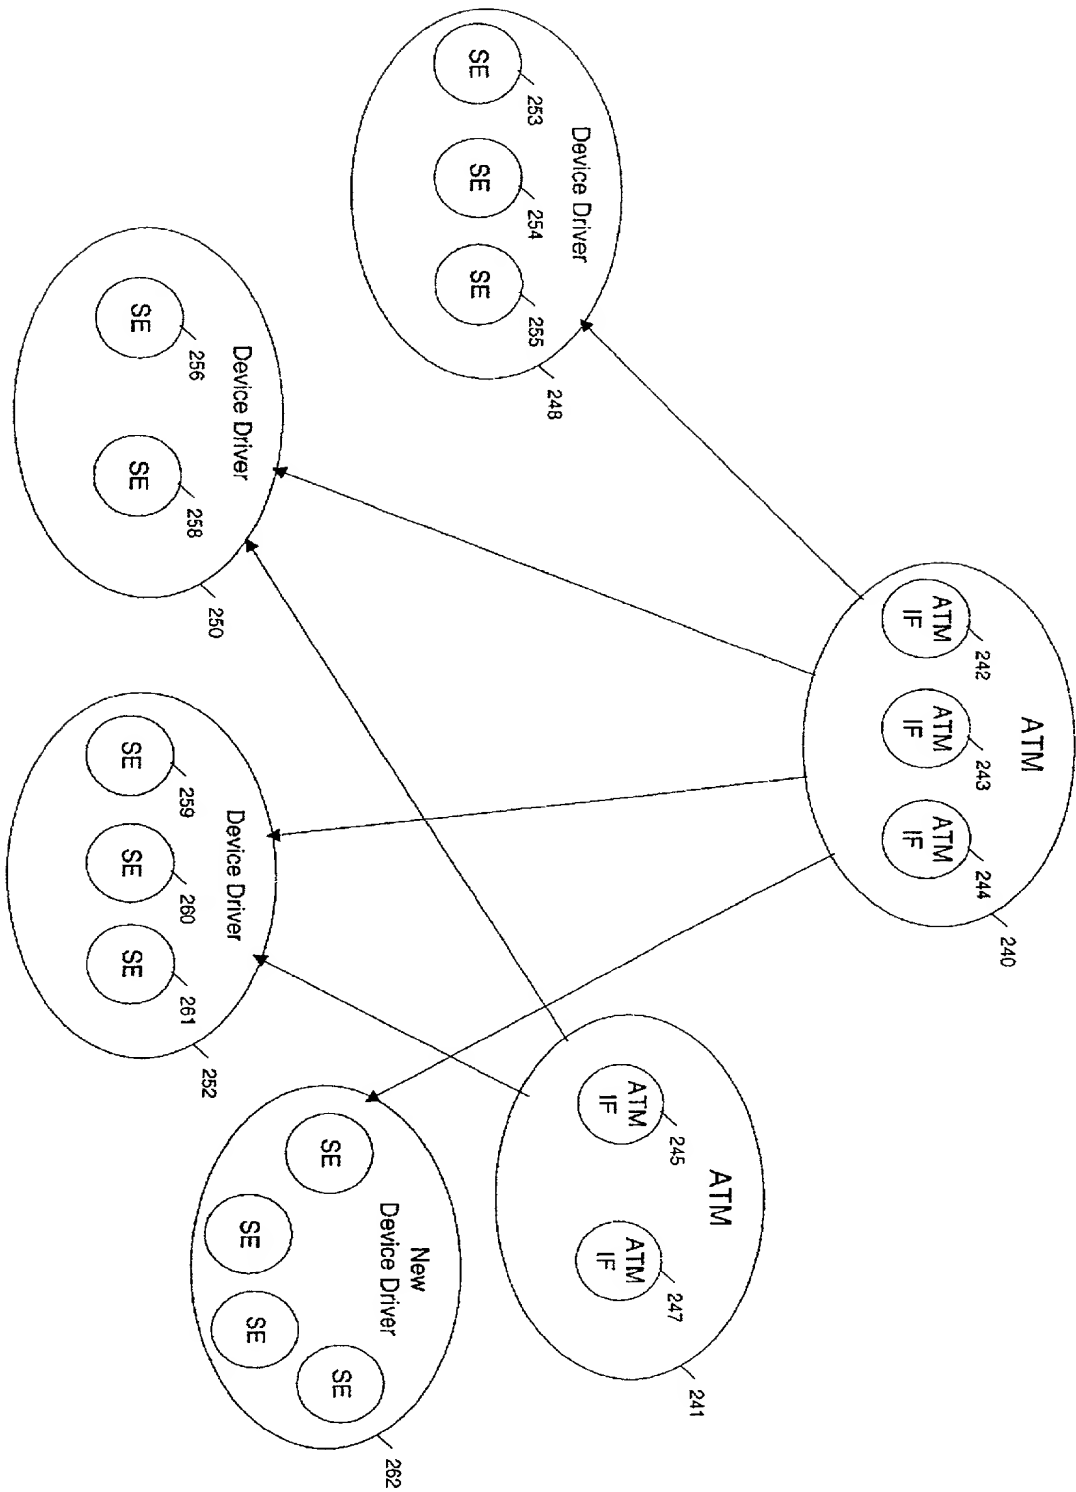 ATM
ATM
IF
242
ATM
IF
243
ATM
IF
244
240
ATM
ATM
IF
245
ATM
IF
247
241
Device Driver
SE
253
SE
254
SE
255
248
Device Driver
SE
256
SE
258
250
Device Driver
SE
259
SE
260
SE
261
252
New
Device Driver
SE
SE
SE
SE
262